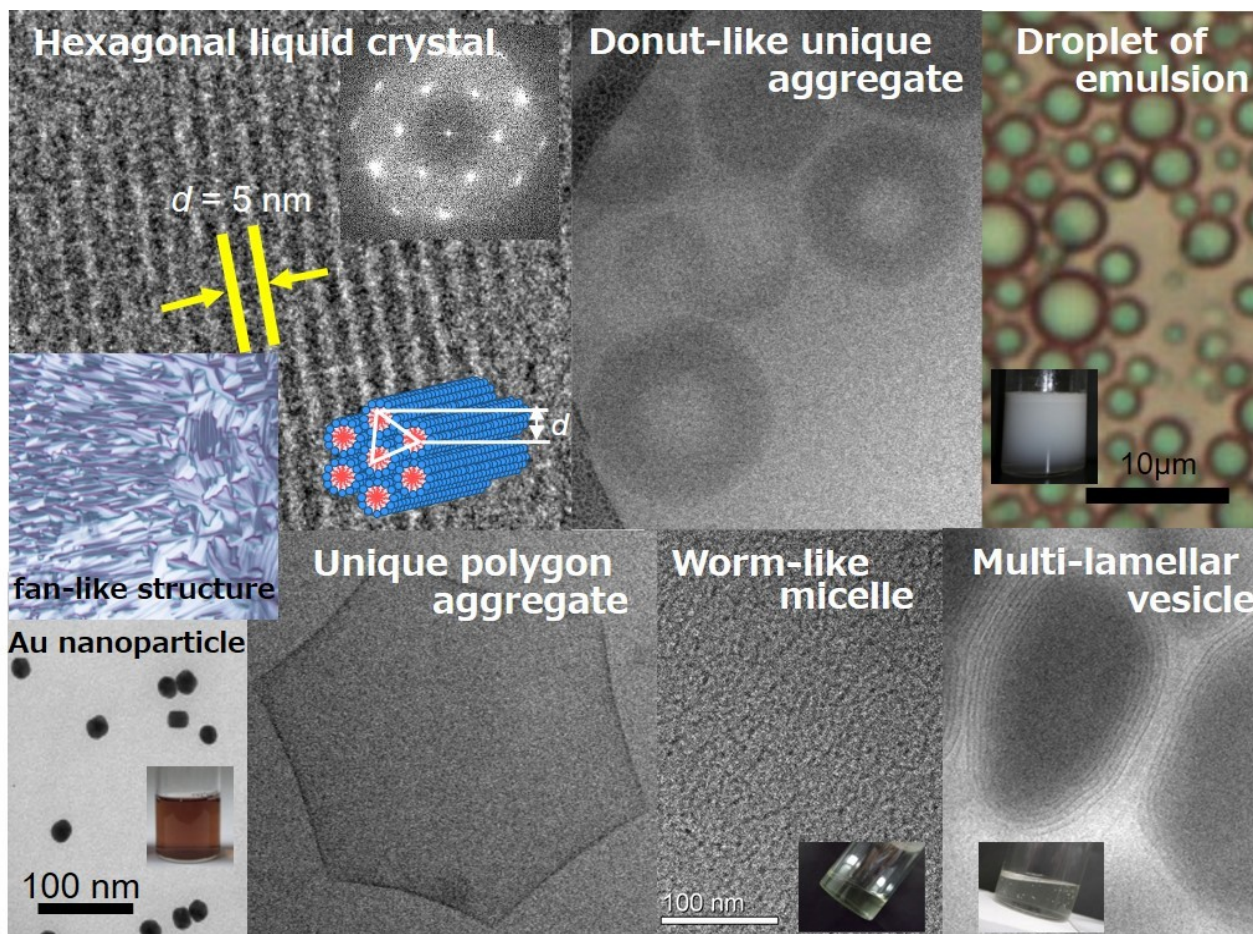 Hexagonal liquid crystal
d = 5 nm
d
fan-like structure
Donut-like unique
aggregate
Droplet of
emulsion
10µm
Au nanoparticle
100 nm
Unique polygon
aggregate
Worm-like
micelle
100 nm
Multi-lamellar
vesicle